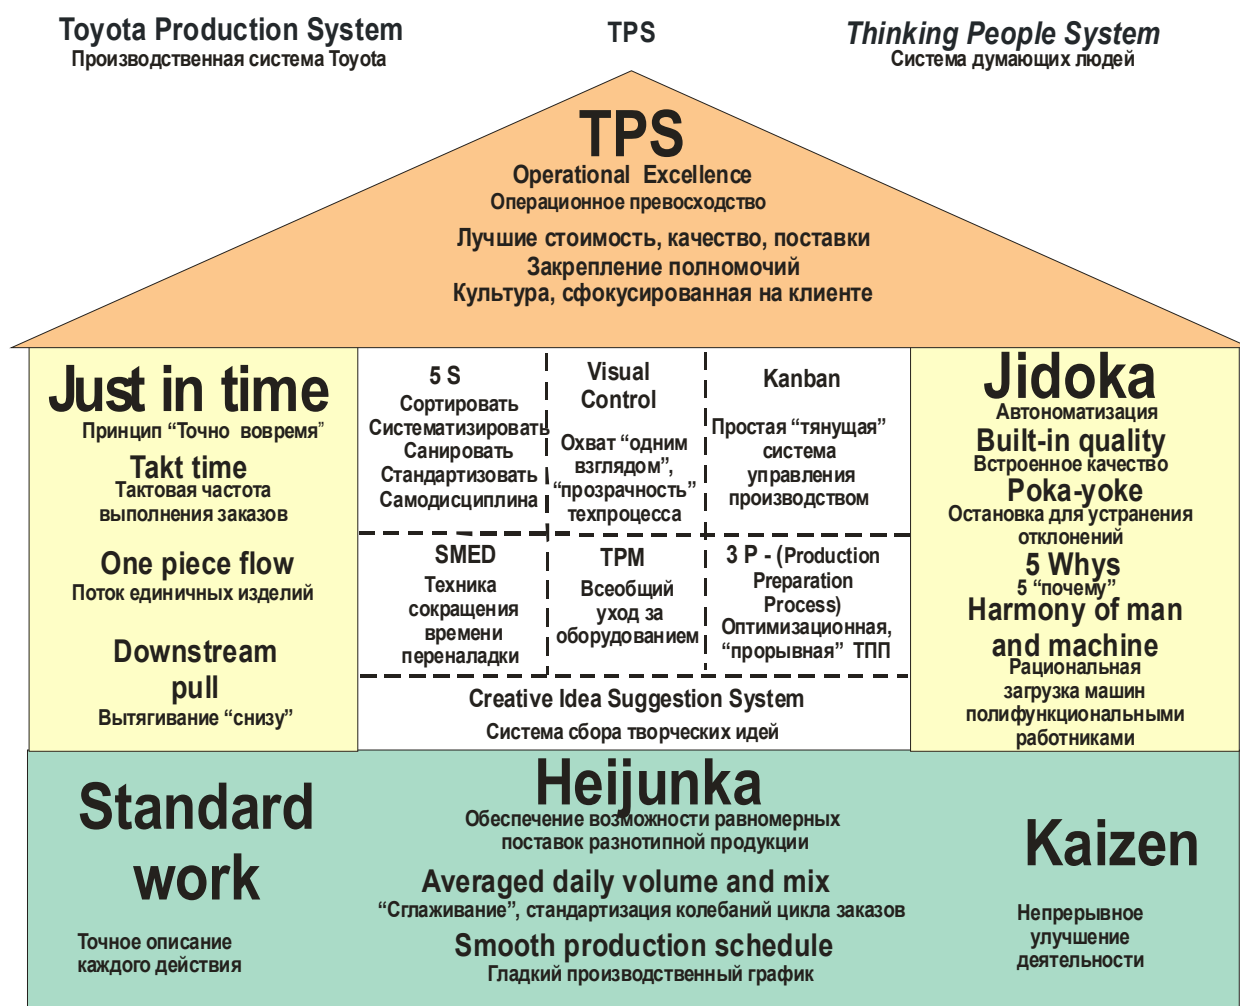 Toyota Production System
Производственная система Toyota
TPS
Thinking People System
Система думающих людей
TPS
Operational Excellence
Операционное превосходство
Лучшие стоимость, качество, поставки
Закрепление полномочий
Культура, сфокусированная на клиенте
Just in time
Принцип “Точно вовремя”
Takt time
Тактовая частота
выполнения заказов
One piece flow
Поток единичных изделий
Downstream
pull
Вытягивание “снизу”
5 S
Сортировать
Систематизировать
Санировать
Стандартизовать
Самодисциплина
Visual
Control
Охват “одним
взглядом”,
“прозрачность”
техпроцесса
Kanban
Простая “тянущая”
система
управления
производством
SMED
Техника
сокращения
времени
переналадки
TPM
Всеобщий
уход за
оборудованием
3 P - (Production
Preparation
Process)
Оптимизационная,
“прорывная” ТПП
Creative Idea Suggestion System
Система сбора творческих идей
Jidoka
Автономатизация
Built-in quality
Встроенное качество
Poka-yoke
Остановка для устранения
отклонений
5 Whys
5 “почему”
Harmony of man
and machine
Рациональная
загрузка машин
полифункциональными
работниками
Standard
work
Точное описание
каждого действия
Heijunka
Обеспечение возможности равномерных
поставок разнотипной продукции
Averaged daily volume and mix
“Сглаживание”, стандартизация колебаний цикла заказов
Smooth production schedule
Гладкий производственный график
Kaizen
Непрерывное
улучшение
деятельности